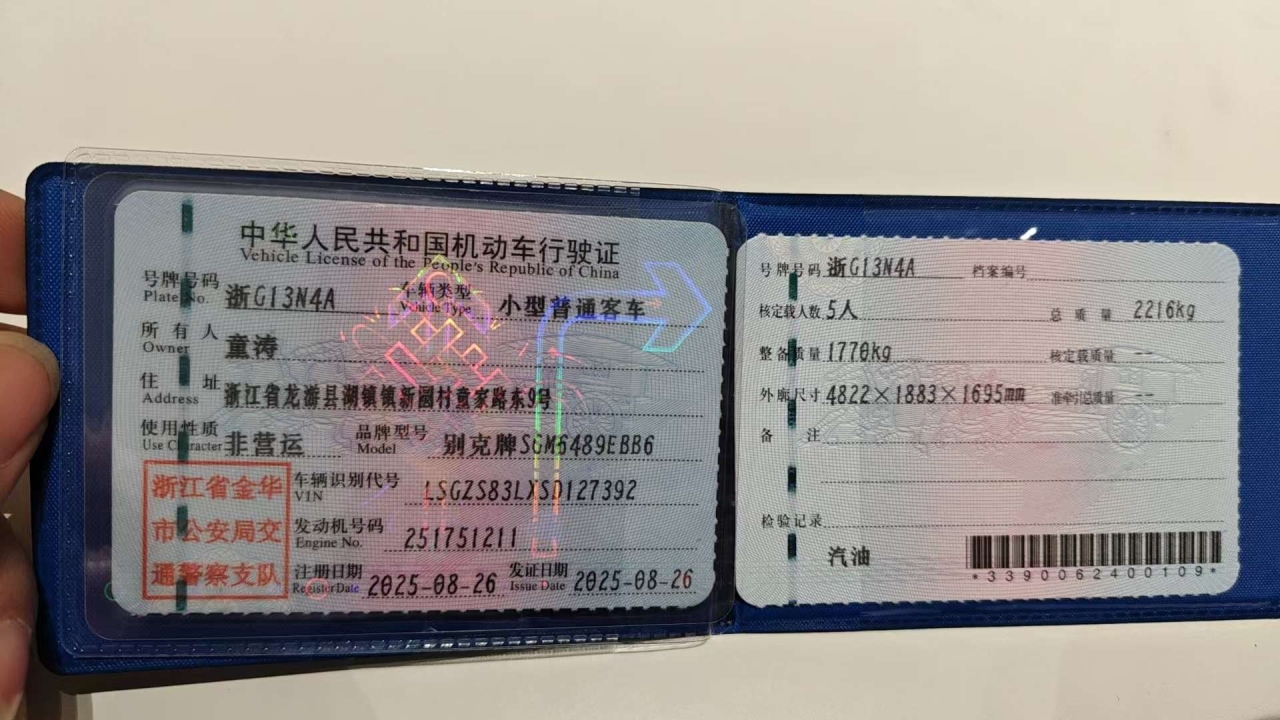 中华人民共和国机动车行驶证
Vehicle License of the People's Republic of China
号牌号码 浙G13N4A 车辆类型 小型普通客车
Plate No. Vehicle Type
所有人 童涛
Owner
住址 浙江省龙游县湖镇镇新圆村童家路东9号
Address
使用性质 非营运 品牌型号 别克牌SGM6489EBB6
Use Character Model
浙江省金华
市公安局交
通警察支队
车辆识别代号 LSGZS83LXSD127392
VIN
发动机号码 251751211
Engine No.
注册日期 2025-08-26 发证日期 2025-08-26
Register Date Issue Date
号牌号码 浙G13N4A 档案编号
核定载人数 5人 总质量 2216kg
整备质量 1770kg 核定载质量 --
外廓尺寸 4822×1883×1695mm 准牵引总质量 --
备注
检验记录
汽油
*3390062400109*